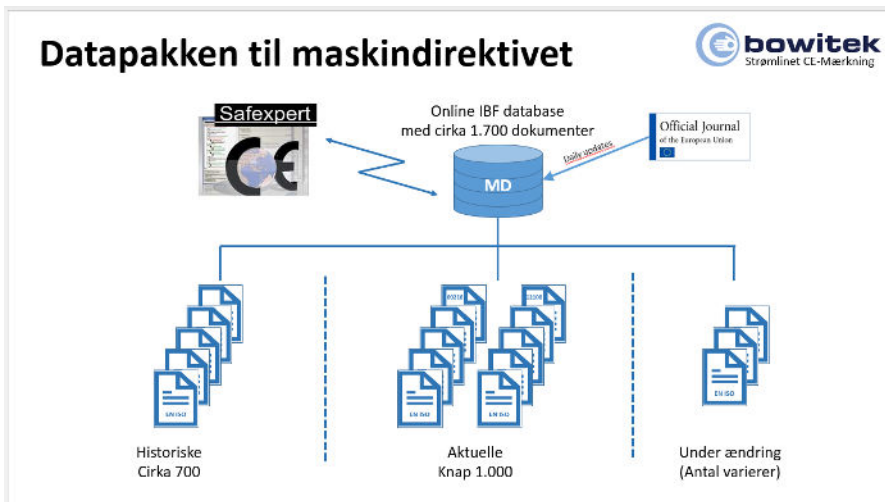 Datapakken til maskindirektivet
bowitek
Strømlinet CE-Mærkning
Safexpert
CE
Online IBF database
med cirka 1.700 dokumenter
Official Journal
of the European Union
Daily updates
MD
EN ISO
EN ISO
EN ISO
EN ISO
Historiske
Cirka 700
Aktuelle
Knap 1.000
Under ændring
(Antal varierer)